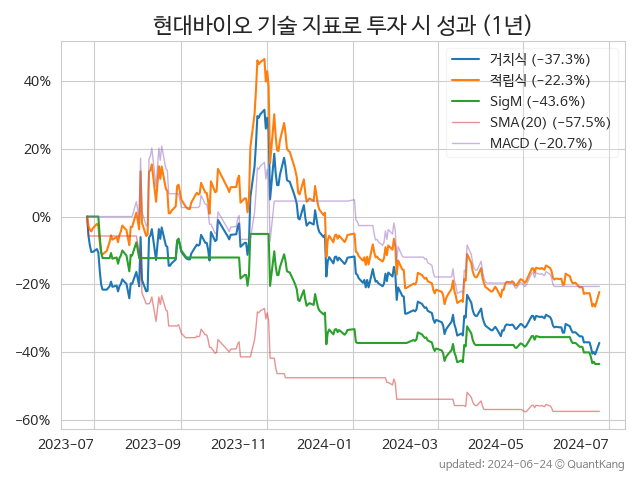 현대바이오 기술 지표로 투자 시 성과 (1년)
거치식 (−37.3%)
적립식 (−22.3%)
SigM (−43.6%)
SMA(20) (−57.5%)
MACD (−20.7%)
40%
20%
0%
−20%
−40%
−60%
2023-07 2023-09 2023-11 2024-01 2024-03 2024-05 2024-07
updated: 2024-06-24 © QuantKang